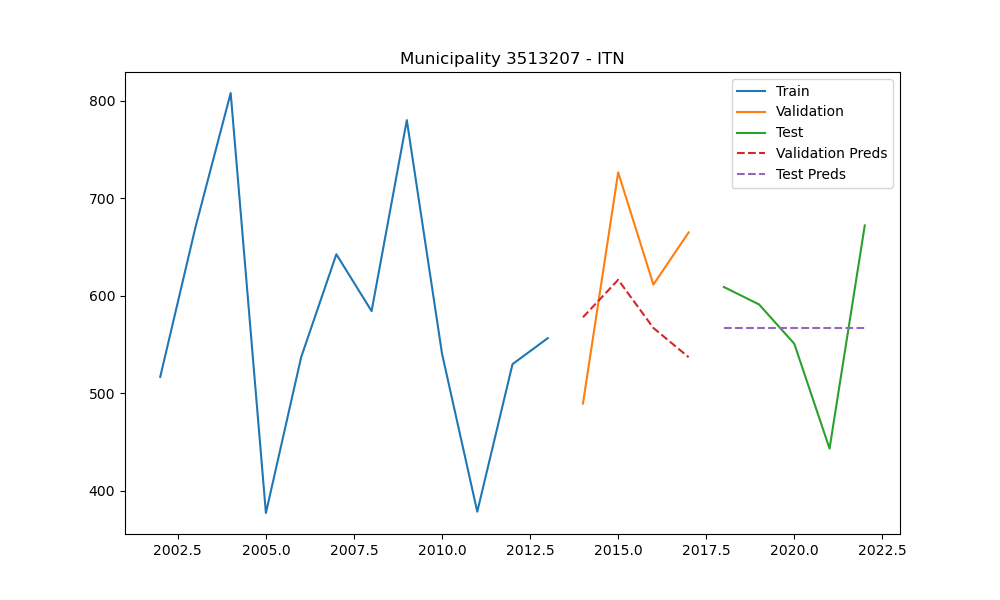 Municipality 3513207 - ITN
Train
Validation
Test
Validation Preds
Test Preds
800
700
600
500
400
2002.5 2005.0 2007.5 2010.0 2012.5 2015.0 2017.5 2020.0 2022.5